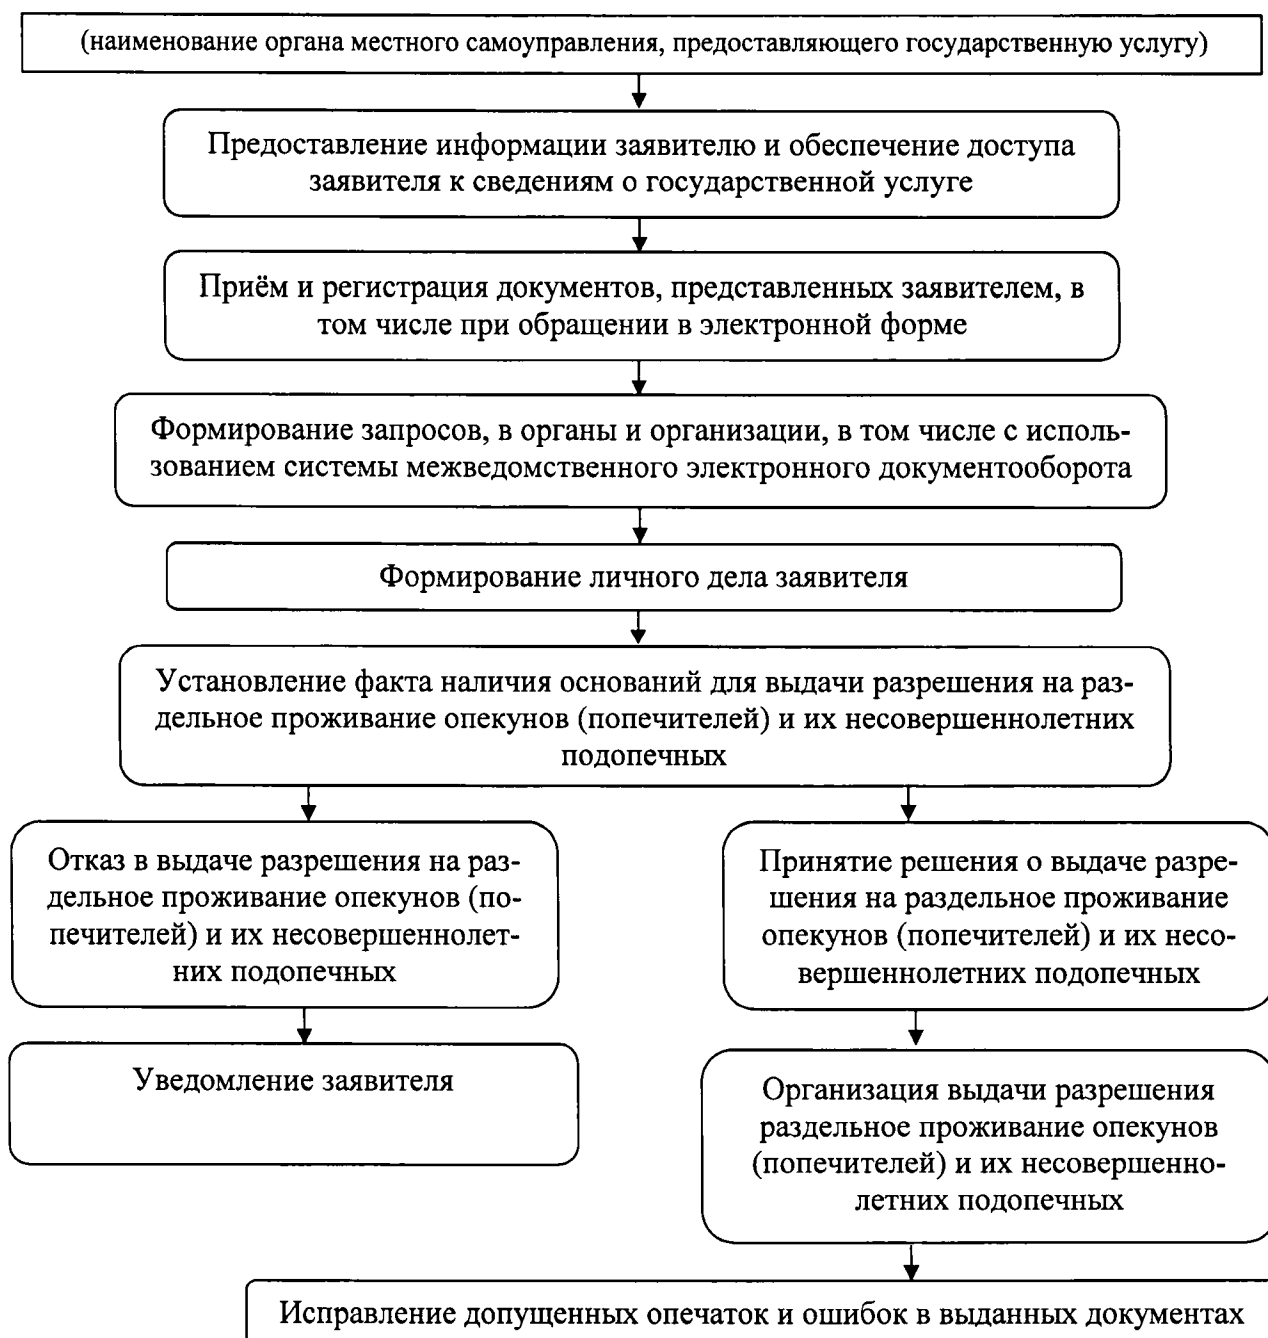 (наименование органа местного самоуправления, предоставляющего государственную услугу)
Предоставление информации заявителю и обеспечение доступа
заявителя к сведениям о государственной услуге
Приём и регистрация документов, представленных заявителем, в
том числе при обращении в электронной форме
Формирование запросов, в органы и организации, в том числе с исполь-
зованием системы межведомственного электронного документооборота
Формирование личного дела заявителя
Установление факта наличия оснований для выдачи разрешения на раз-
дельное проживание опекунов (попечителей) и их несовершеннолетних
подопечных
Отказ в выдаче разрешения на раз-
дельное проживание опекунов (по-
печителей) и их несовершеннолет-
них подопечных
Уведомление заявителя
Принятие решения о выдаче разре-
шения на раздельное проживание
опекунов (попечителей) и их несо-
вершеннолетних подопечных
Организация выдачи разрешения
раздельное проживание опекунов
(попечителей) и их несовершенно-
летних подопечных
Исправление допущенных опечаток и ошибок в выданных документах